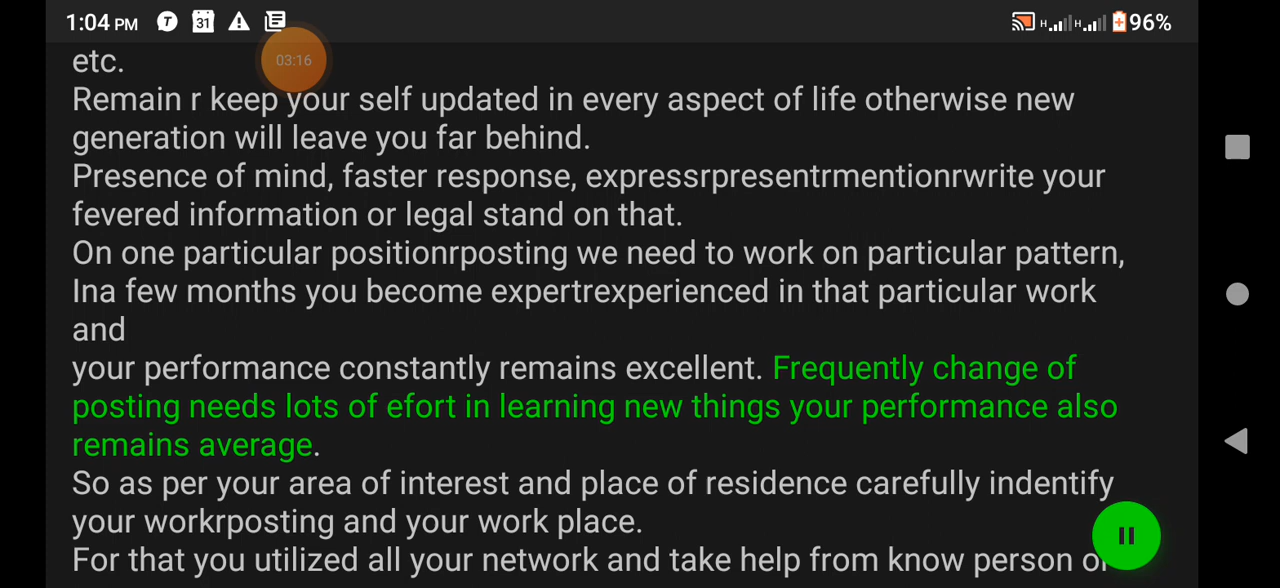 1:04 PM T 31 H H 96%
etc.
03:16
Remain r keep your self updated in every aspect of life otherwise new
generation will leave you far behind.
Presence of mind, faster response, expressrpresentrmentionrwrite your
fevered information or legal stand on that.
On one particular positionrposting we need to work on particular pattern,
Ina few months you become expertrexperienced in that particular work
and
your performance constantly remains excellent. Frequently change of
posting needs lots of efort in learning new things your performance also
remains average.
So as per your area of interest and place of residence carefully indentify
your workrposting and your work place.
For that you utilized all your network and take help from know person or